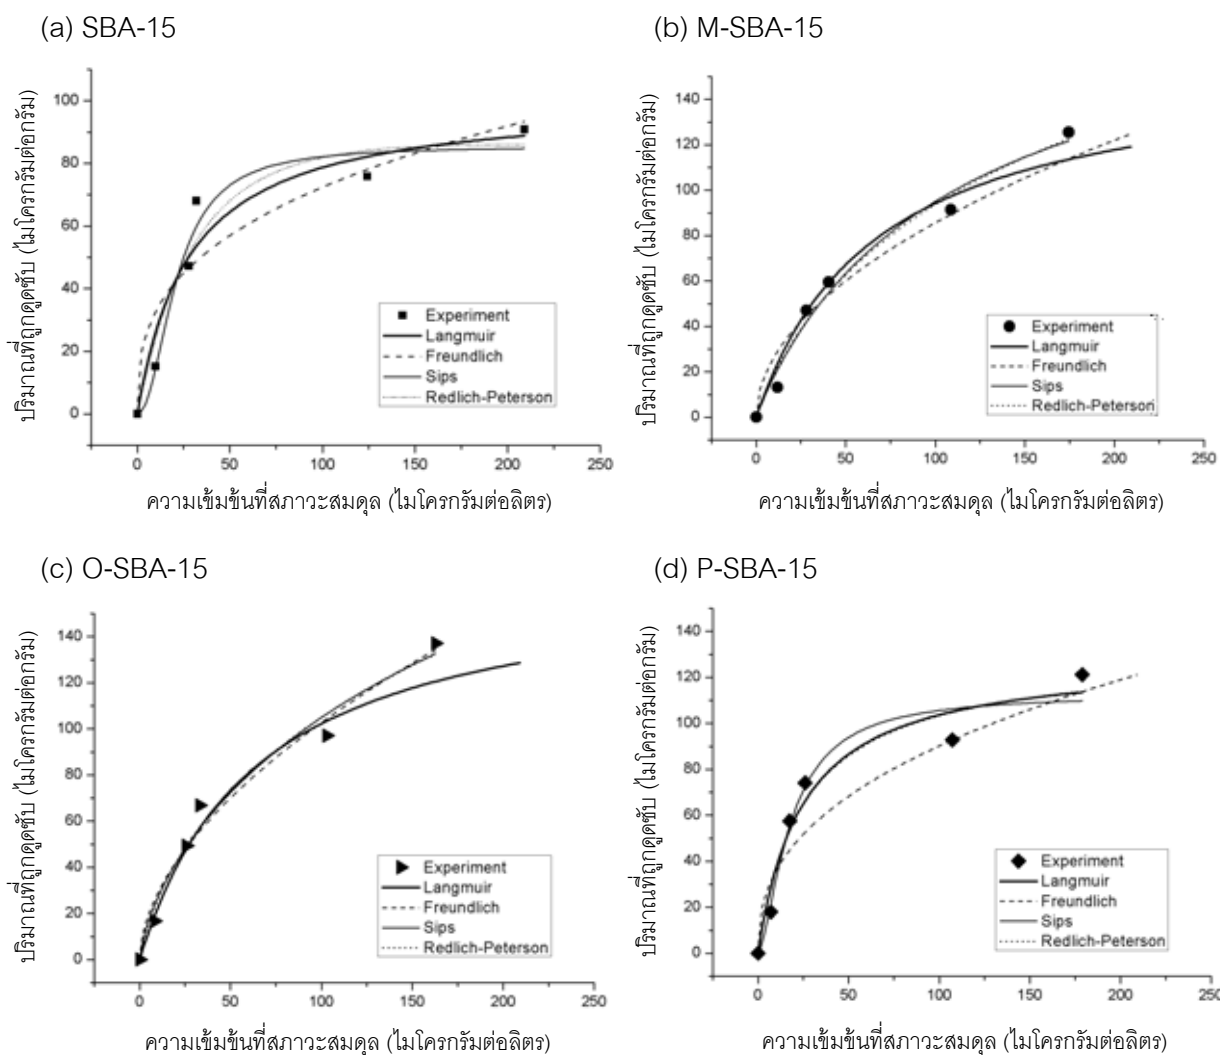 (a) SBA-15
ปริมาณที่ถูกดูดซับ (ไมโครกรัมต่อกรัม)
100
80
60
40
20
0
0 50 100 150 200 250
Experiment
Langmuir
Freundlich
Sips
Redlich-Peterson
ความเข้มข้นที่สภาวะสมดุล (ไมโครกรัมต่อลิตร)
(b) M-SBA-15
ปริมาณที่ถูกดูดซับ (ไมโครกรัมต่อกรัม)
140
120
100
80
60
40
20
0
0 50 100 150 200 250
Experiment
Langmuir
Freundlich
Sips
Redlich-Peterson
ความเข้มข้นที่สภาวะสมดุล (ไมโครกรัมต่อลิตร)
(c) O-SBA-15
ปริมาณที่ถูกดูดซับ (ไมโครกรัมต่อกรัม)
140
120
100
80
60
40
20
0
0 50 100 150 200 250
Experiment
Langmuir
Freundlich
Sips
Redlich-Peterson
ความเข้มข้นที่สภาวะสมดุล (ไมโครกรัมต่อลิตร)
(d) P-SBA-15
ปริมาณที่ถูกดูดซับ (ไมโครกรัมต่อกรัม)
140
120
100
80
60
40
20
0
0 50 100 150 200 250
Experiment
Langmuir
Freundlich
Sips
Redlich-Peterson
ความเข้มข้นที่สภาวะสมดุล (ไมโครกรัมต่อลิตร)